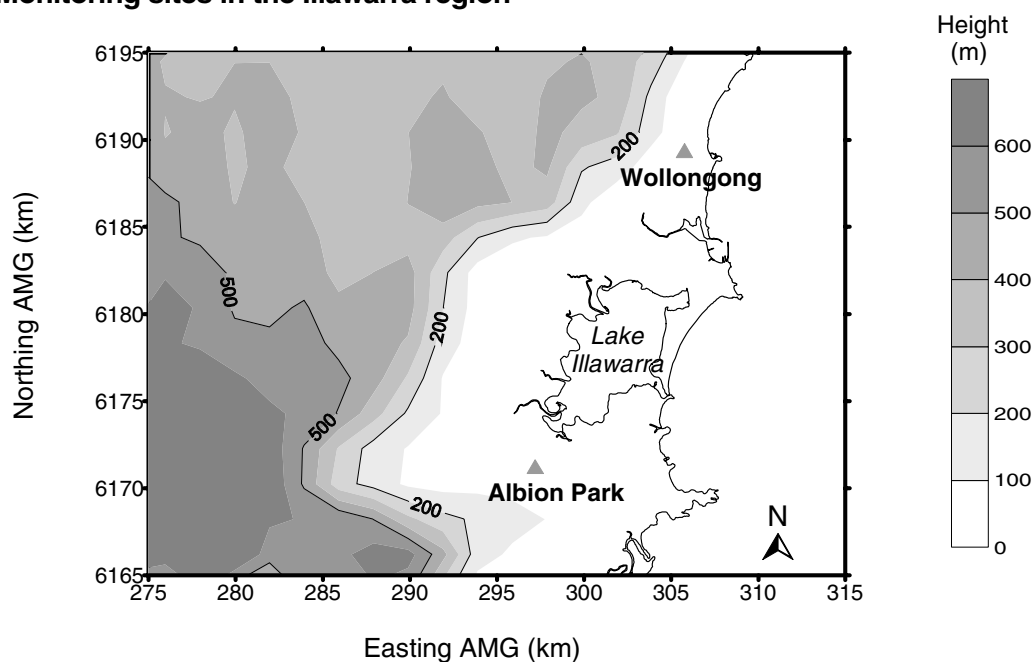 Monitoring sites in the Illawarra region
Height
(m)
6195
6190
6185
6180
6175
6170
6165
275
280
285
290
295
300
305
310
315
Northing AMG (km)
Easting AMG (km)
200
Wollongong
500
200
Lake
Illawarra
500
Albion Park
200
N
600
500
400
300
200
100
0